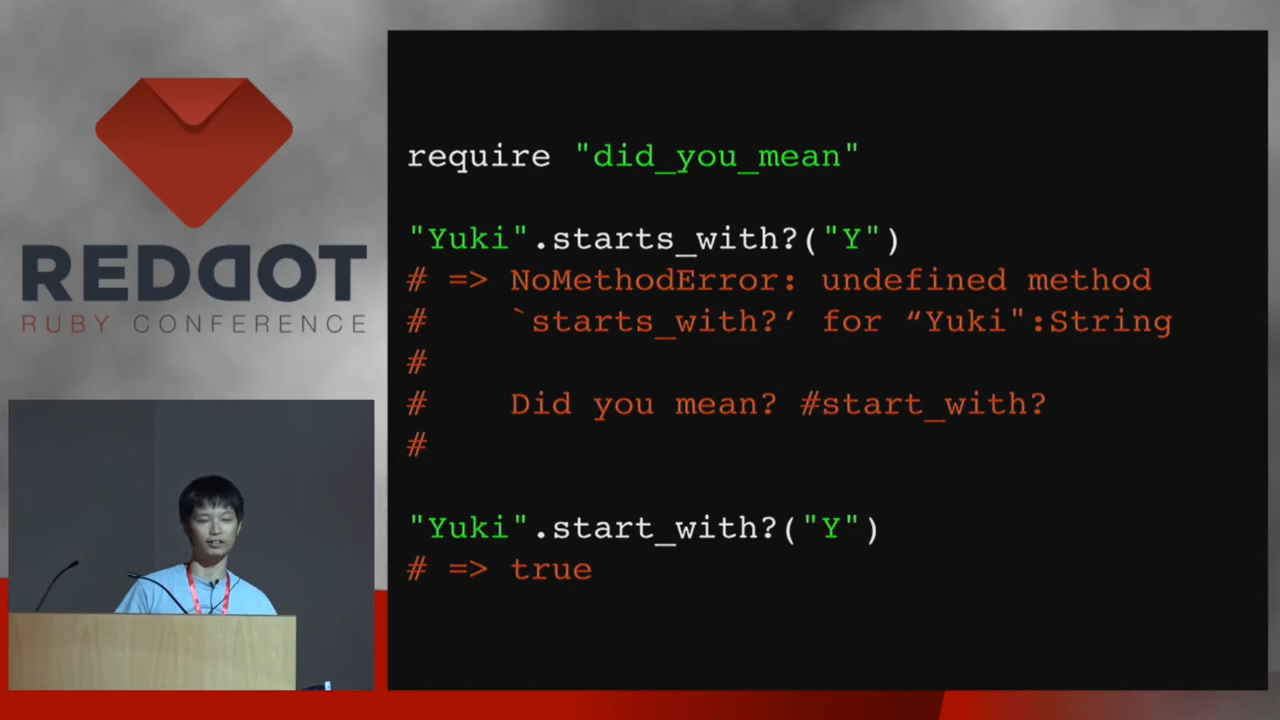 REDDOT
RUBY CONFERENCE
require "did_you_mean"
"Yuki".starts_with?("Y")
# => NoMethodError: undefined method
#    `starts_with?’ for “Yuki":String
#
#    Did you mean? #start_with?
#
"Yuki".start_with?("Y")
# => true